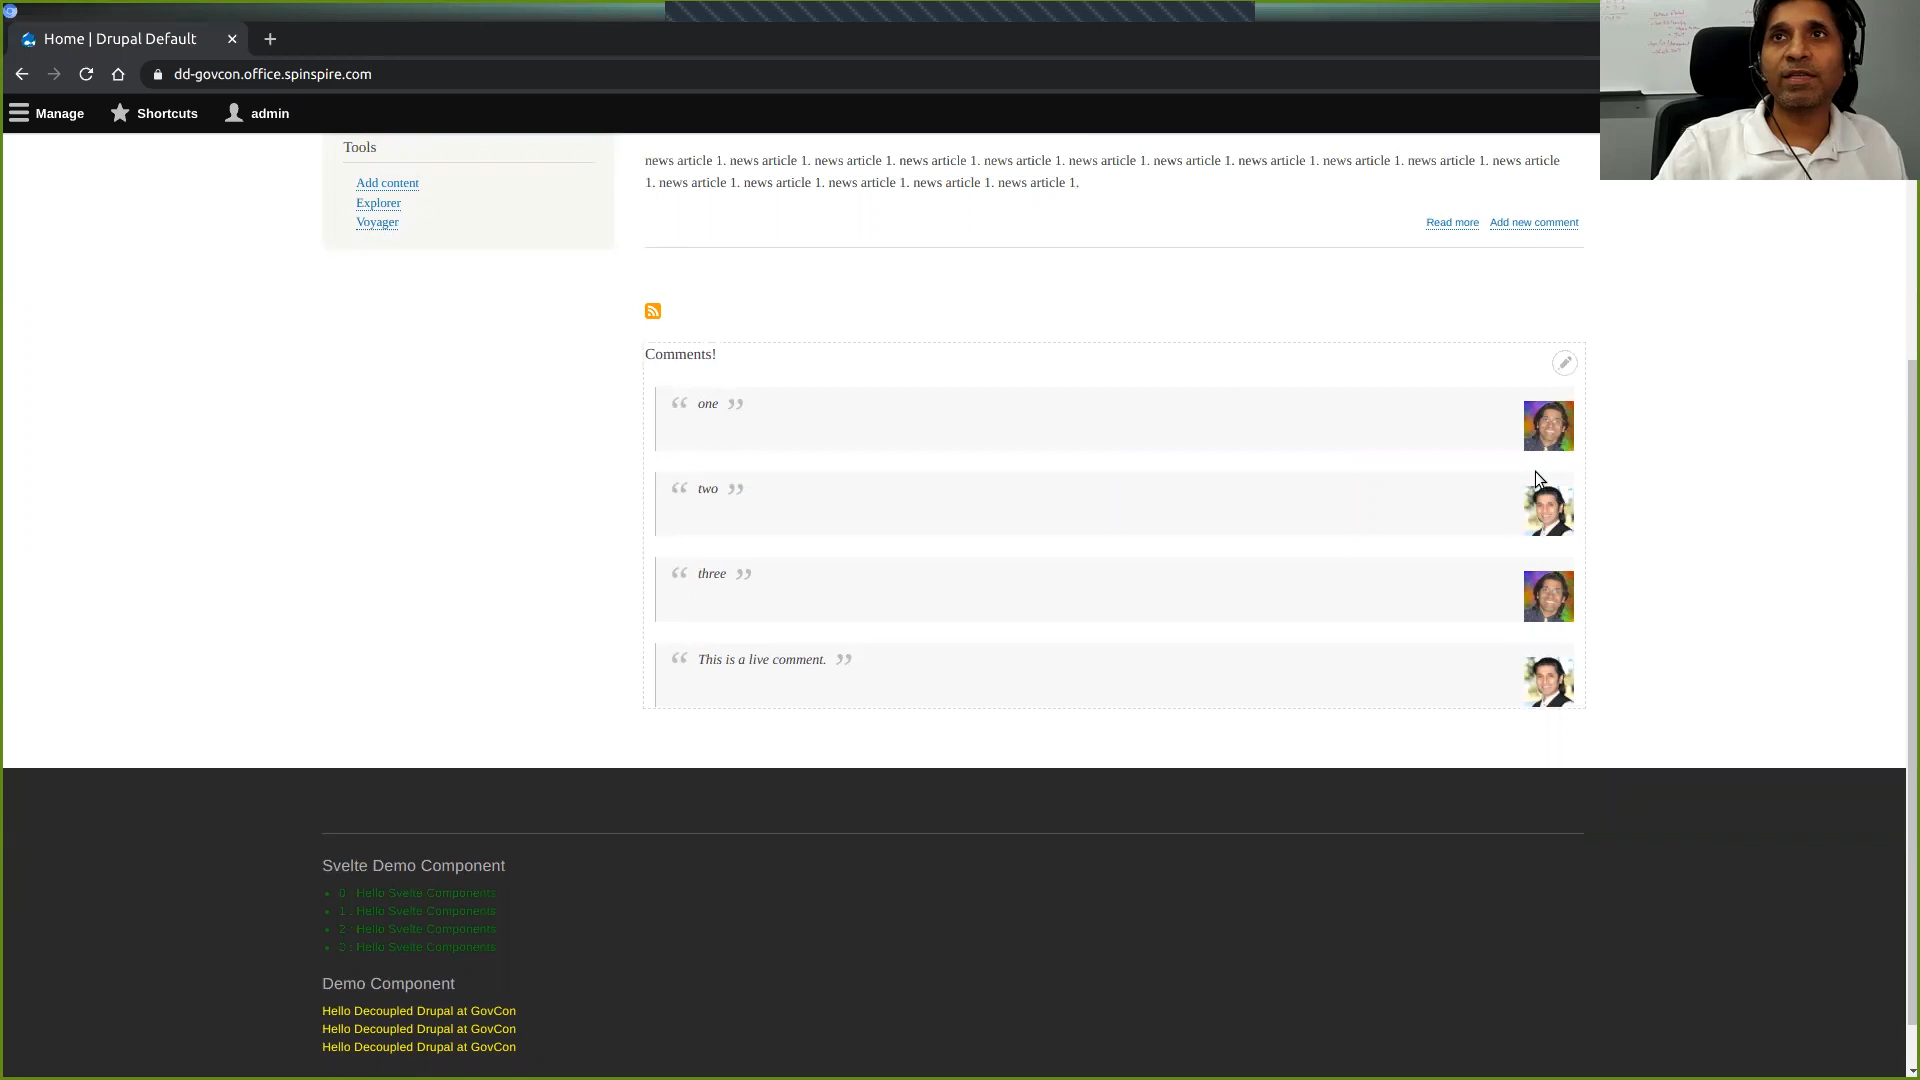 Home | Drupal Default
dd-govcon.office.spinspire.com
Manage
Shortcuts
admin
Tools
Add content
Explorer
Voyager
news article 1. news article 1. news article 1. news article 1. news article 1. news article 1. news article 1. news article 1. news article 1. news article 1. news article
1. news article 1. news article 1. news article 1. news article 1. news article 1.
Read more
Add new comment
Comments!
“ one ”
“ two ”
“ three ”
“ This is a live comment. ”
Svelte Demo Component
0 : Hello Svelte Components
1 : Hello Svelte Components
2 : Hello Svelte Components
3 : Hello Svelte Components
Demo Component
Hello Decoupled Drupal at GovCon
Hello Decoupled Drupal at GovCon
Hello Decoupled Drupal at GovCon